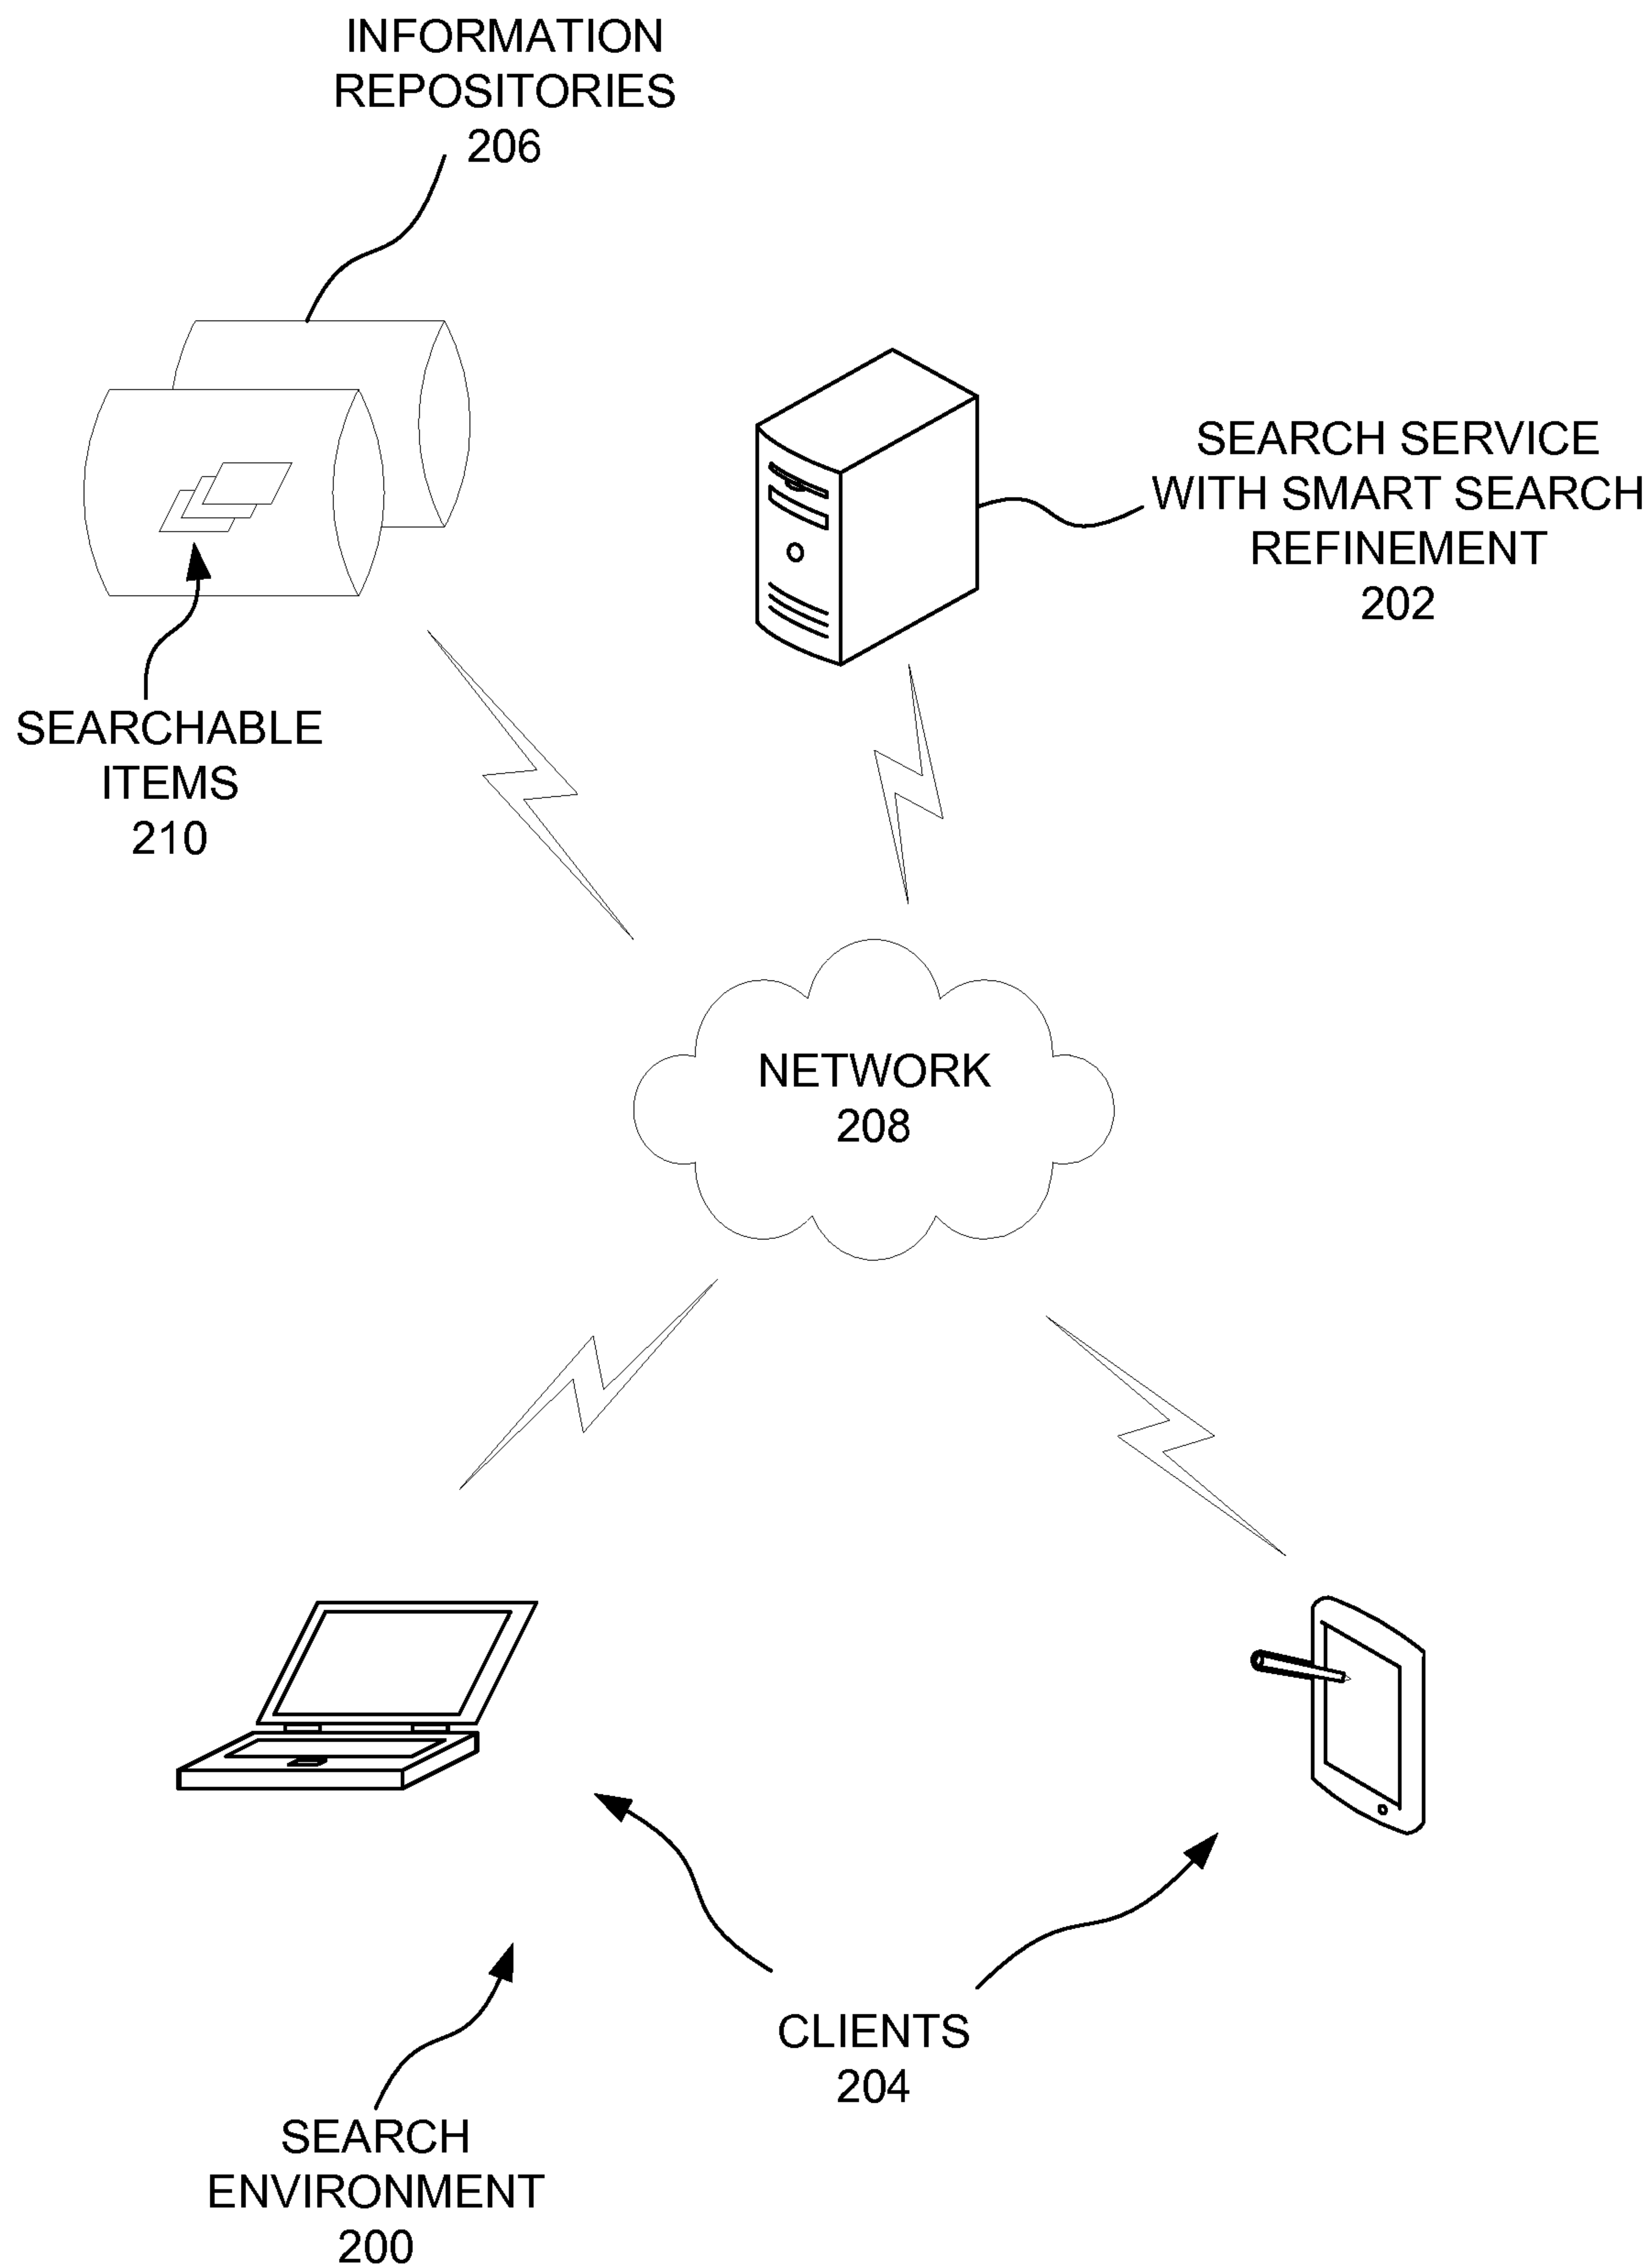 INFORMATION
REPOSITORIES
206
SEARCH SERVICE
WITH SMART SEARCH
REFINEMENT
202
SEARCHABLE
ITEMS
210
NETWORK
208
CLIENTS
204
SEARCH
ENVIRONMENT
200